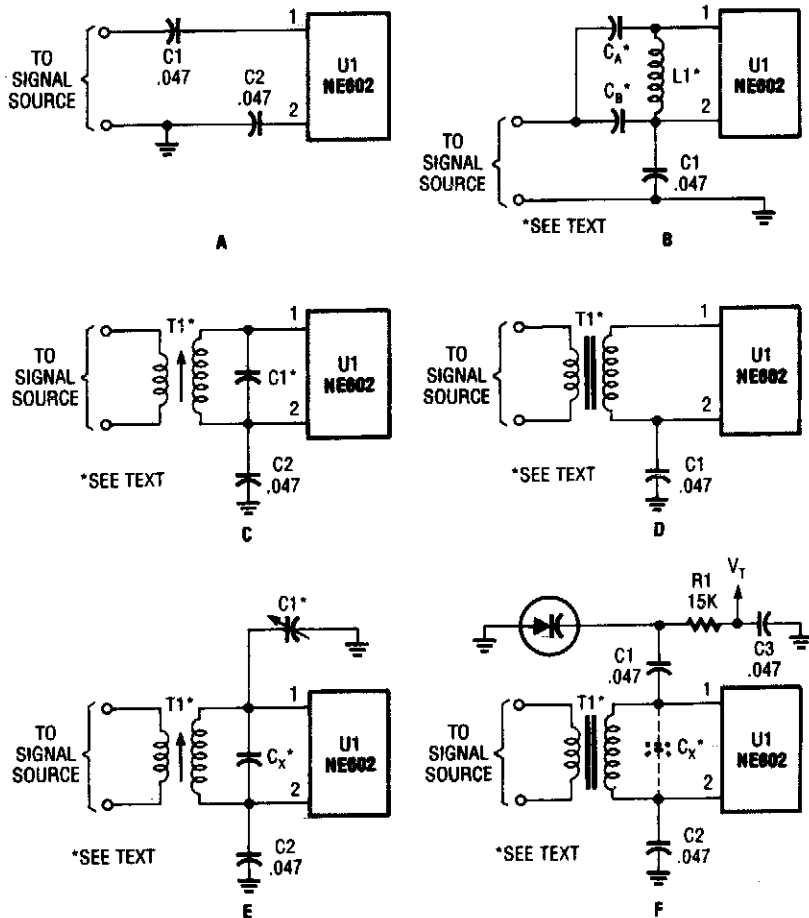 TO
SIGNAL
SOURCE
C1
.047
C2
.047
1
2
U1
NE602
A
TO
SIGNAL
SOURCE
CA*
CB*
L1*
1
2
U1
NE602
C1
.047
*SEE TEXT
B
TO
SIGNAL
SOURCE
T1*
C1*
1
2
U1
NE602
*SEE TEXT
C2
.047
C
TO
SIGNAL
SOURCE
T1*
1
2
U1
NE602
*SEE TEXT
C1
.047
D
C1*
TO
SIGNAL
SOURCE
T1*
CX*
1
2
U1
NE602
*SEE TEXT
C2
.047
E
VT
R1
15K
C3
.047
C1
.047
TO
SIGNAL
SOURCE
T1*
CX*
1
2
U1
NE602
*SEE TEXT
C2
.047
F